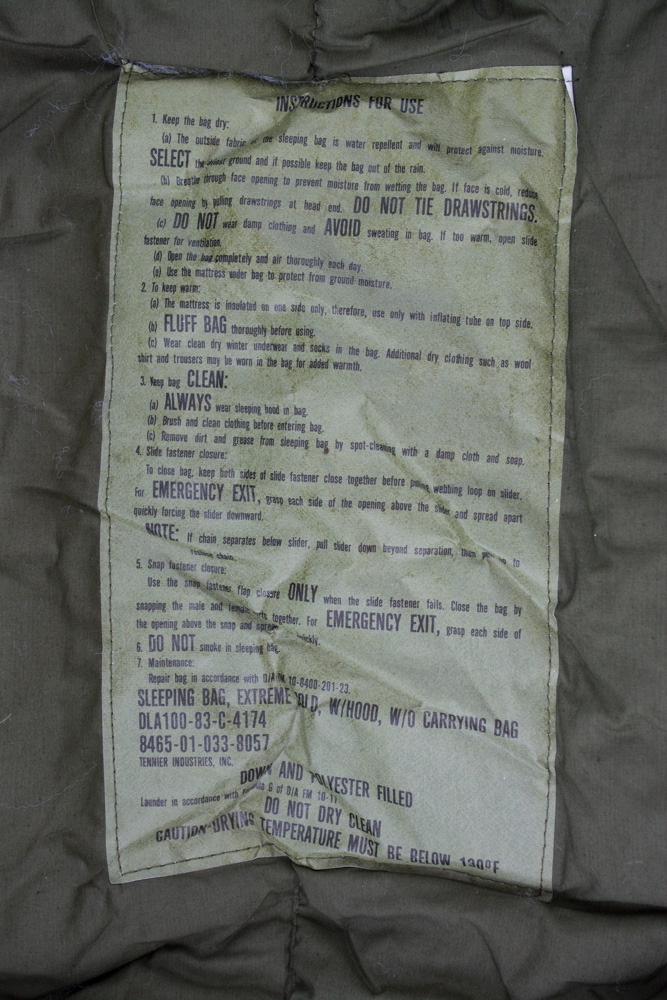 INSTRUCTIONS FOR USE
1. Keep the bag dry:
(a) The outside fabric the sleeping bag is water repellent and will protect against moisture.
SELECT the ground and if possible keep the bag out of the rain.
(b) Breathe through face opening to prevent moisture from wetting the bag. If face is cold, reduce
face opening by pulling drawstrings at head end. DO NOT TIE DRAWSTRINGS.
(c) DO NOT wear damp clothing and AVOID sweating in bag. If too warm, open slide
fastener for ventilation.
(d) Open the bag completely and air thoroughly each day.
(e) Use the mattress under bag to protect from ground moisture.
2. To keep warm:
(a) The mattress is insulated on one side only, therefore, use only with inflating tube on top side.
(b) FLUFF BAG thoroughly before using.
(c) Wear clean dry winter underwear and socks in the bag. Additional dry clothing such as wool
shirt and trousers may be worn in the bag for added warmth.
3. Keep bag CLEAN:
(a) ALWAYS wear sleeping hood in bag.
(b) Brush and clean clothing before entering bag.
(c) Remove dirt and grease from sleeping bag by spot-cleaning with a damp cloth and soap.
4. Slide fastener closure:
To close bag, keep both sides of slide fastener close together before webbing loop on slider.
For EMERGENCY EXIT, grasp each side of the opening above the slider and spread apart
quickly forcing the slider downward.
NOTE: If chain separates below slider, pull slider down beyond separation, then to
chain.
5. Snap fastener closure:
Use the snap fastener flap closure ONLY when the slide fastener fails. Close the bag by
snapping the male and female together. For EMERGENCY EXIT, grasp each side of
the opening above the snap and quickly.
6. DO NOT smoke in sleeping bag.
7. Maintenance:
Repair bag in accordance with 10-8400-201-23.
SLEEPING BAG, EXTREME COLD, W/HOOD, W/O CARRYING BAG
DLA100-83-C-4174
8465-01-033-8057
TENNIER INDUSTRIES, INC.
DOWN AND POLYESTER FILLED
Launder in accordance with G of D/A FM
DO NOT DRY CLEAN
CAUTION-DRYING TEMPERATURE MUST BE BELOW